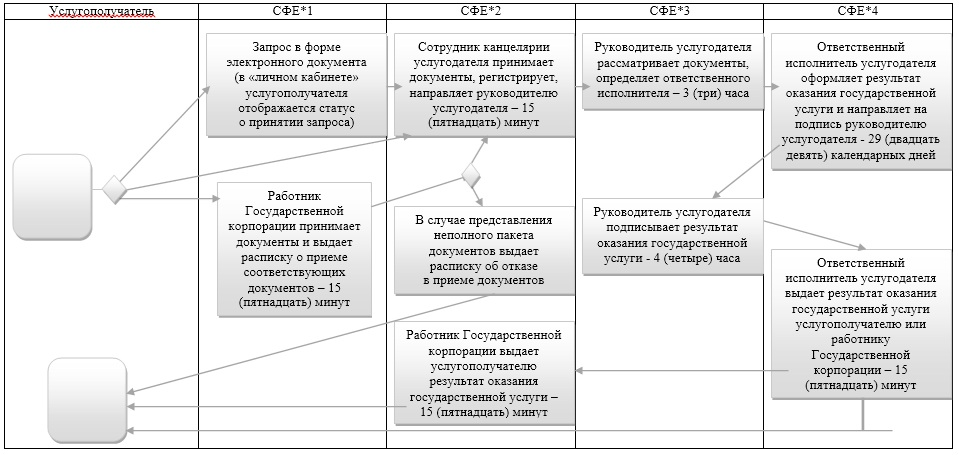 Услугополучатель
СФЕ*1
СФЕ*2
СФЕ*3
СФЕ*4
Запрос в форме
электронного документа
(в «личном кабинете»
услугополучателя
отображается статус
о принятии запроса)
Сотрудник канцелярии
услугодателя принимает
документы, регистрирует,
направляет руководителю
услугодателя – 15
(пятнадцать) минут
Руководитель услугодателя
рассматривает документы,
определяет ответственного
исполнителя – 3 (три) часа
Ответственный
исполнитель услугодателя
оформляет результат
оказания государственной
услуги и направляет на
подпись руководителю
услугодателя - 29 (двадцать
девять) календарных дней
Работник
Государственной
корпорации принимает
документы и выдает
расписку о приеме
соответствующих
документов – 15
(пятнадцать) минут
В случае представления
неполного пакета
документов выдает
расписку об отказе
в приеме документов
Руководитель услугодателя
подписывает результат
оказания государственной
услуги - 4 (четыре) часа
Ответственный
исполнитель услугодателя
выдает результат оказания
государственной услуги
услугополучателю или
работнику
Государственной
корпорации – 15
(пятнадцать) минут
Работник Государственной
корпорации выдает
услугополучателю
результат оказания
государственной услуги –
15 (пятнадцать) минут